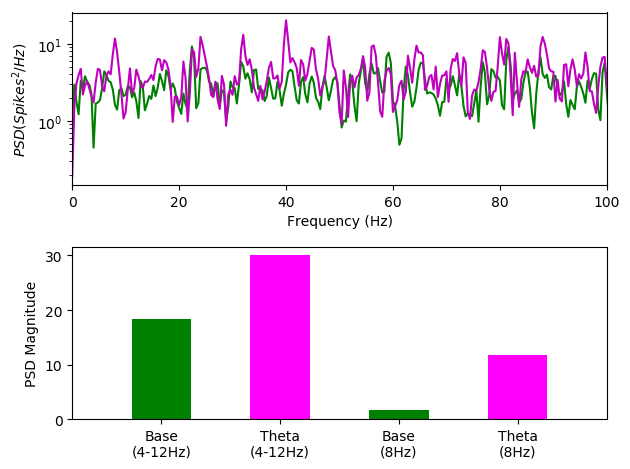 PSD(Spikes²/Hz)
10¹
10⁰
0 20 40 60 80 100
Frequency (Hz)
PSD Magnitude
30
20
10
0
Base Theta Base Theta
(4-12Hz) (4-12Hz) (8Hz) (8Hz)